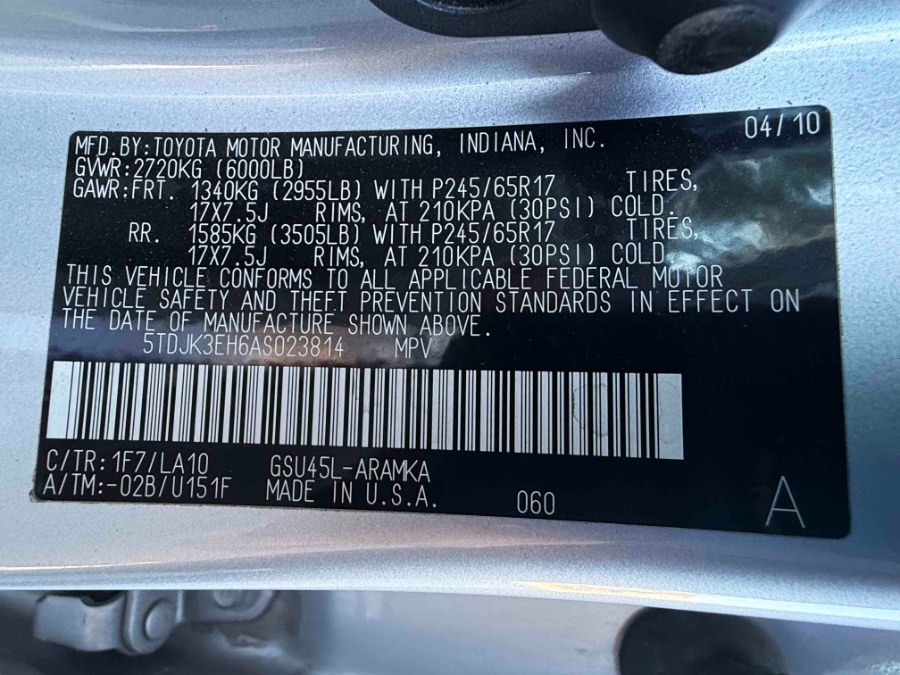 MFD.BY:TOYOTA MOTOR MANUFACTURING, INDIANA, INC. 04/10
GVWR:2720KG (6000LB)
GAWR:FRT. 1340KG (2955LB) WITH P245/65R17 TIRES,
17X7.5J RIMS, AT 210KPA (30PSI) COLD.
RR. 1585KG (3505LB) WITH P245/65R17 TIRES,
17X7.5J RIMS, AT 210KPA (30PSI) COLD
THIS VEHICLE CONFORMS TO ALL APPLICABLE FEDERAL MOTOR
VEHICLE SAFETY AND THEFT PREVENTION STANDARDS IN EFFECT ON
THE DATE OF MANUFACTURE SHOWN ABOVE.
5TDJK3EH6AS023814 MPV
C/TR:1F7/LA10 GSU45L-ARAMKA
A/TM:-02B/U151F MADE IN U.S.A. 060 A